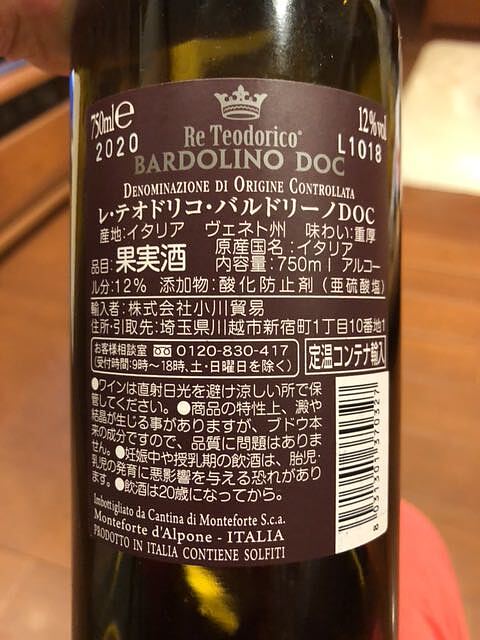 750ml e 12%vol
2020 L1018
Re Teodorico®
BARDOLINO DOC
DENOMINAZIONE DI ORIGINE CONTROLLATA
レ・テオドリコ・バルドリーノDOC
産地:イタリア ヴェネト州 味わい:重厚
品目:果実酒 原産国名:イタリア
内容量:750ml アルコー
ル分:12% 添加物:酸化防止剤(亜硫酸塩)
輸入者:株式会社小川貿易
住所・引取先:埼玉県川越市新宿町1丁目10番地1
お客様相談室 0120-830-417
(受付時間:9時~18時、土・日曜日を除く)
定温コンテナ輸入
●ワインは直射日光を避け涼しい所で保
管してください。●商品の特性上、澱や
結晶が生じる事がありますが、ブドウ本
来の成分ですので、品質に問題はありま
せん。●妊娠中や授乳期の飲酒は、胎児・
乳児の発育に悪影響を与える恐れがあり
ます。●飲酒は20歳になってから。
Imbottigliato da Cantina di Monteforte S.c.a.
Monteforte d'Alpone - ITALIA
PRODOTTO IN ITALIA CONTIENE SOLFITI
8031301370327